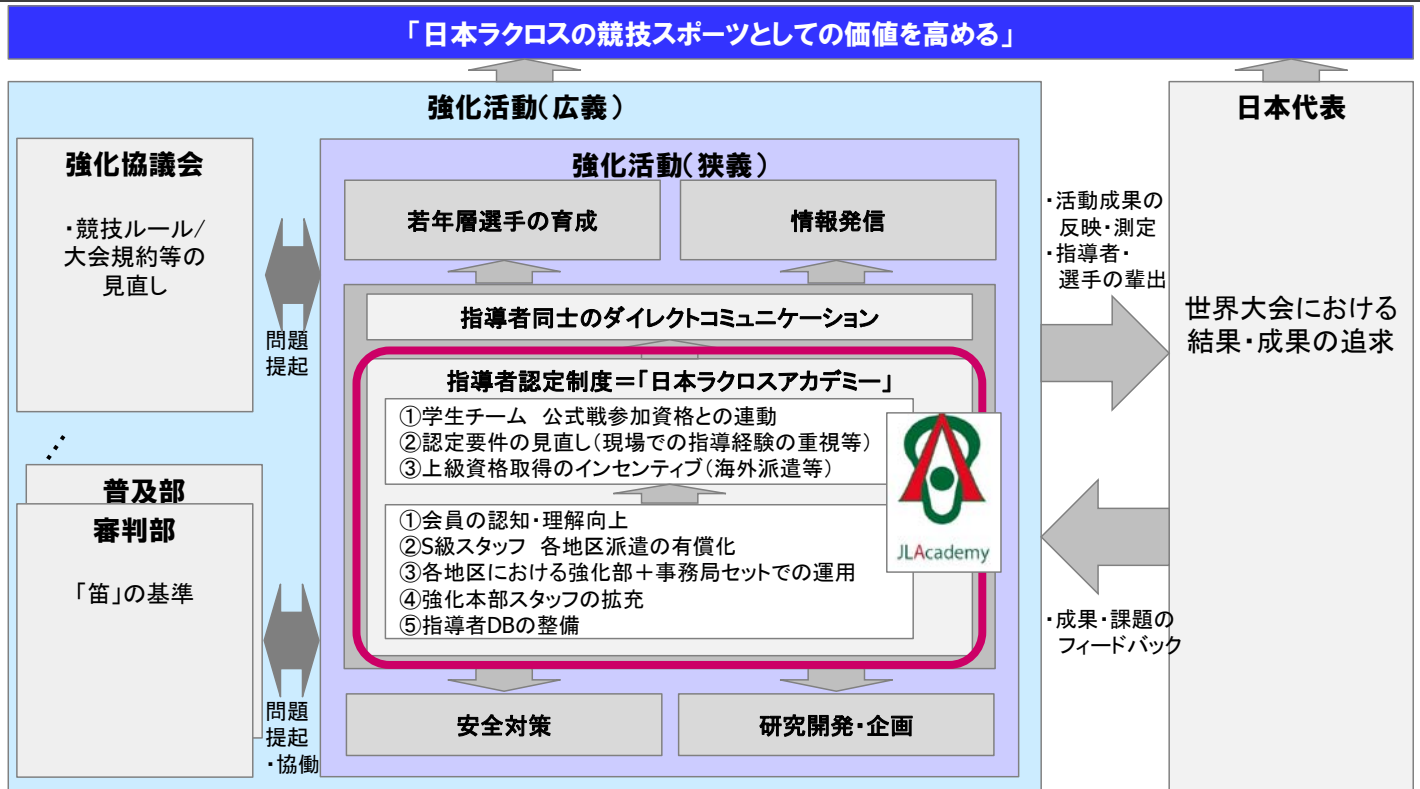 「日本ラクロスの競技スポーツとしての価値を高める」
強化活動(広義)
強化協議会
・競技ルール/
大会規約等の
見直し
問題
提起
⋮
普及部
審判部
「笛」の基準
問題
提起
・協働
強化活動(狭義)
若年層選手の育成
情報発信
指導者同士のダイレクトコミュニケーション
指導者認定制度=「日本ラクロスアカデミー」
①学生チーム 公式戦参加資格との連動
②認定要件の見直し(現場での指導経験の重視等)
③上級資格取得のインセンティブ(海外派遣等)
①会員の認知・理解向上
②S級スタッフ 各地区派遣の有償化
③各地区における強化部+事務局セットでの運用
④強化本部スタッフの拡充
⑤指導者DBの整備
JLAcademy
安全対策
研究開発・企画
・活動成果の
反映・測定
・指導者・
選手の輩出
・成果・課題の
フィードバック
日本代表
世界大会における
結果・成果の追求